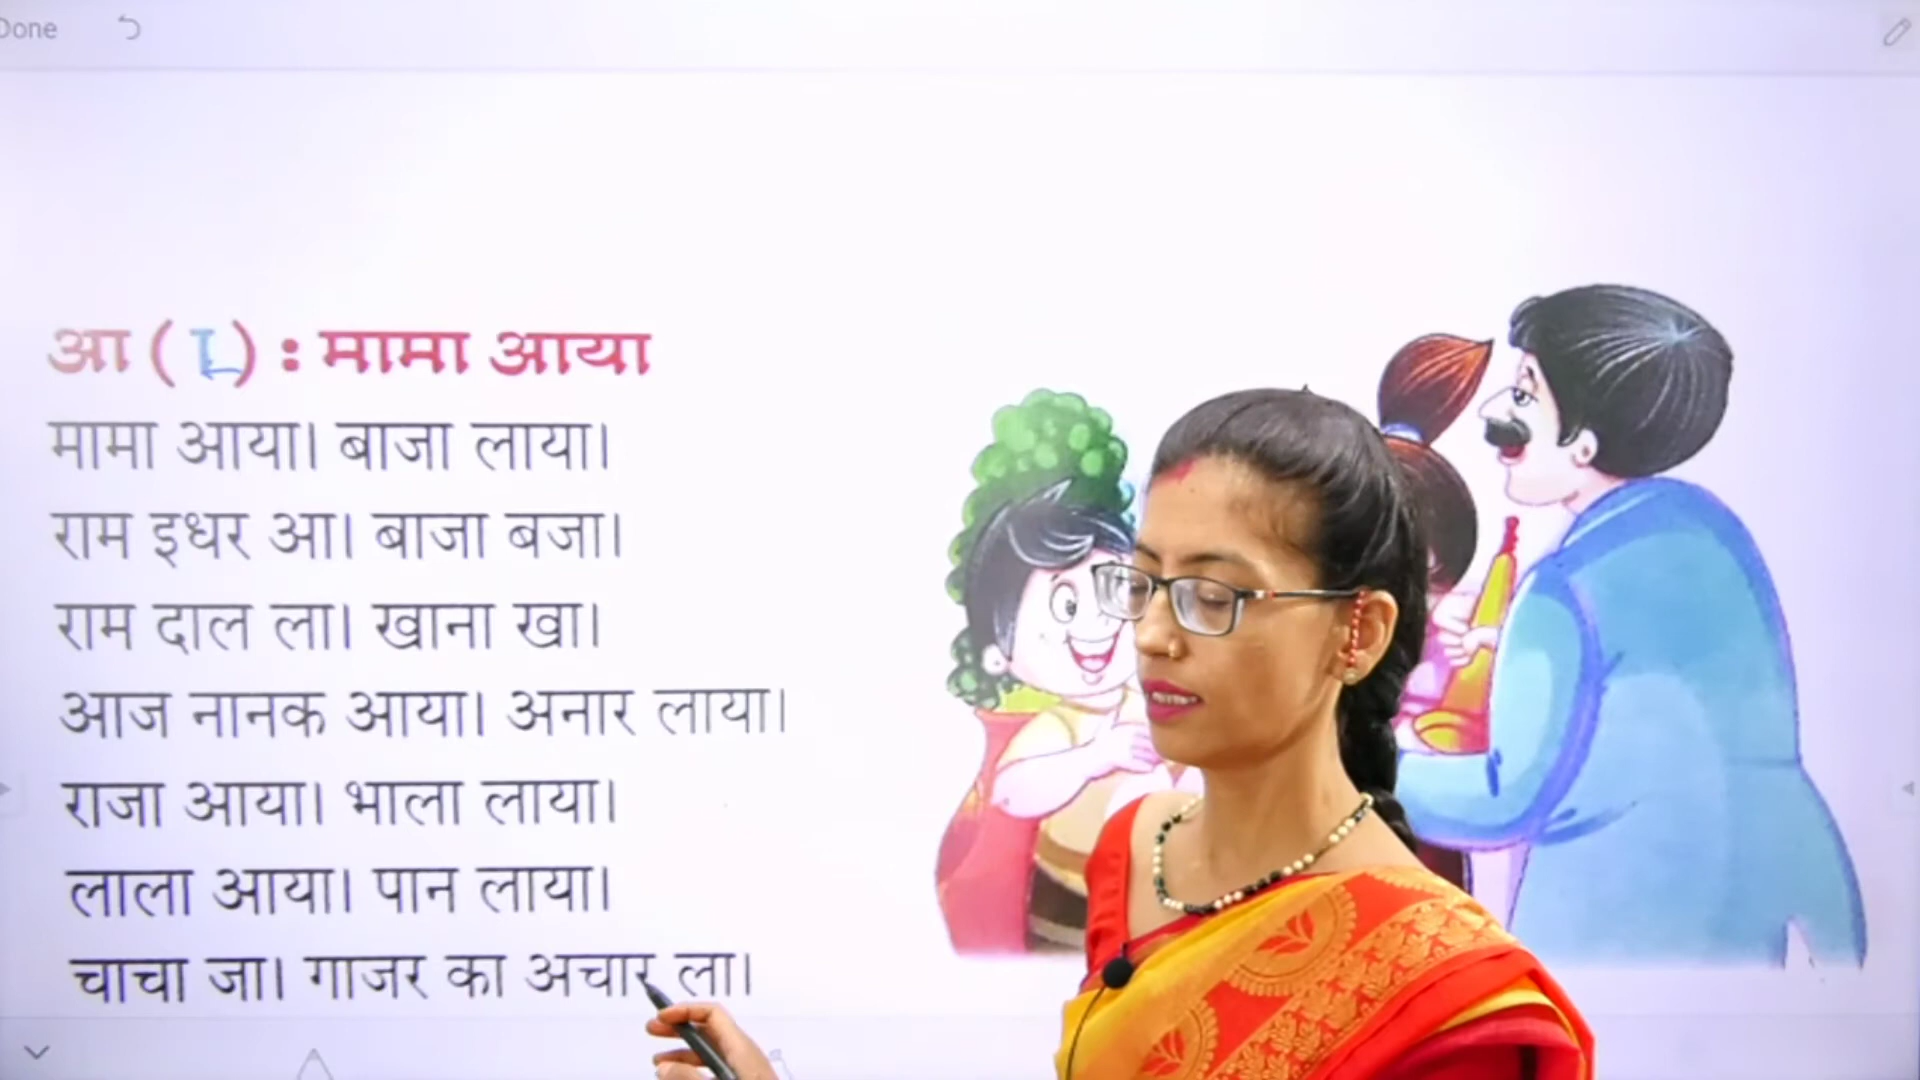 Done
आ (ा) : मामा आया
मामा आया। बाजा लाया।
राम इधर आ। बाजा बजा।
राम दाल ला। खाना खा।
आज नानक आया। अनार लाया।
राजा आया। भाला लाया।
लाला आया। पान लाया।
चाचा जा। गाजर का अचार ला।